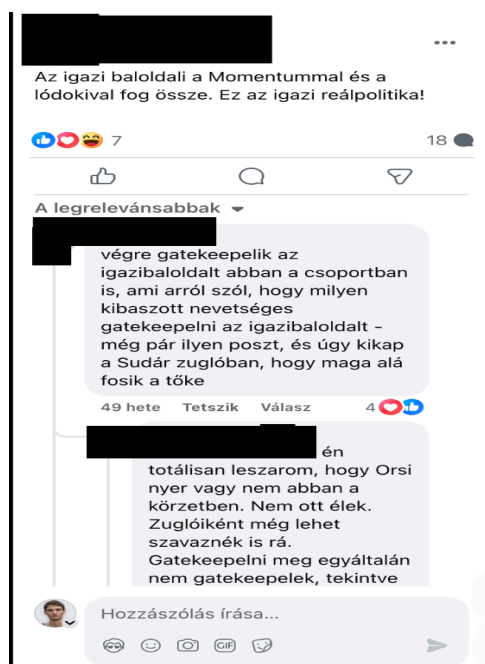 Az igazi baloldali a Momentummal és a
lódokival fog össze. Ez az igazi reálpolitika!
7
18
A legrelevánsabbak
végre gatekeepelik az
igazibaloldalt abban a csoportban
is, ami arról szól, hogy milyen
kibaszott nevetséges
gatekeepelni az igazibaloldalt -
még pár ilyen poszt, és úgy kikap
a Sudár zuglóban, hogy maga alá
fosik a tőke
49 hete Tetszik Válasz 4
én
totálisan leszarom, hogy Orsi
nyer vagy nem abban a
körzetben. Nem ott élek.
Zuglóiként még lehet
szavaznék is rá.
Gatekeepelni meg egyáltalán
nem gatekeepelek, tekintve
Hozzászólás írása...
GIF